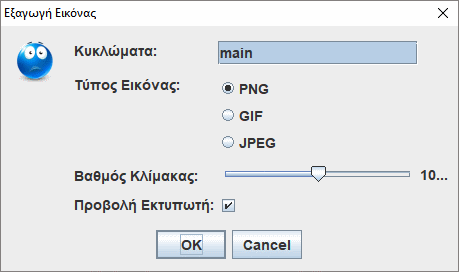 Εξαγωγή Εικόνας
Κυκλώματα: main
Τύπος Εικόνας: PNG
GIF
JPEG
Βαθμός Κλίμακας: 10...
Προβολή Εκτυπωτή:
OK Cancel